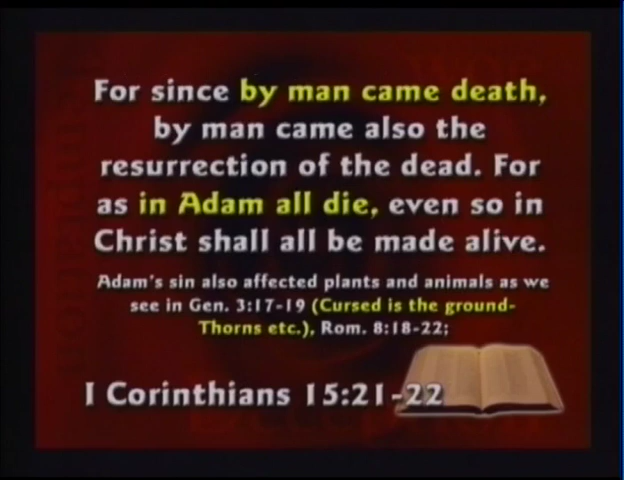 For since by man came death,
by man came also the
resurrection of the dead. For
as in Adam all die, even so in
Christ shall all be made alive.
Adam's sin also affected plants and animals as we
see in Gen. 3:17-19 (Cursed is the ground-
Thorns etc.), Rom. 8:18-22;
I Corinthians 15:21-22